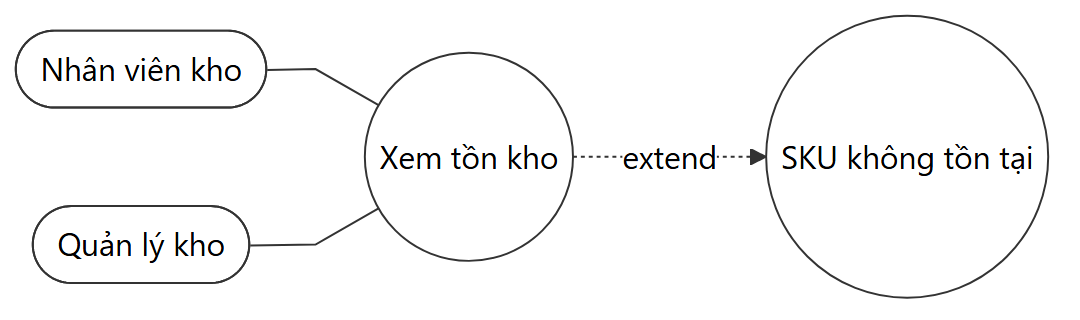 Nhân viên kho
Xem tồn kho
extend
SKU không tồn tại
Quản lý kho